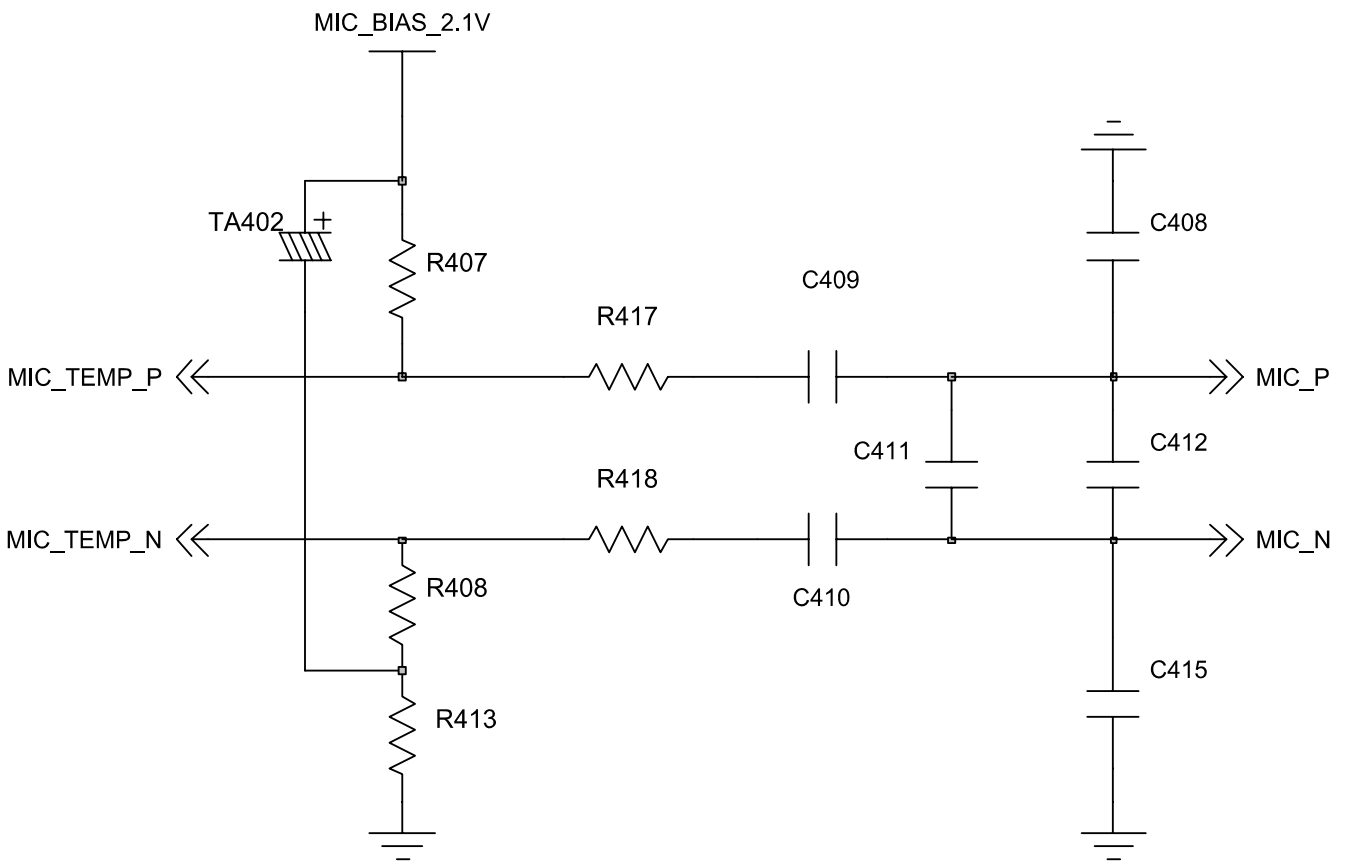 MIC_BIAS_2.1V
TA402
+
R407
C408
C409
R417
MIC_TEMP_P
MIC_P
C411
C412
R418
MIC_TEMP_N
MIC_N
R408
C410
C415
R413